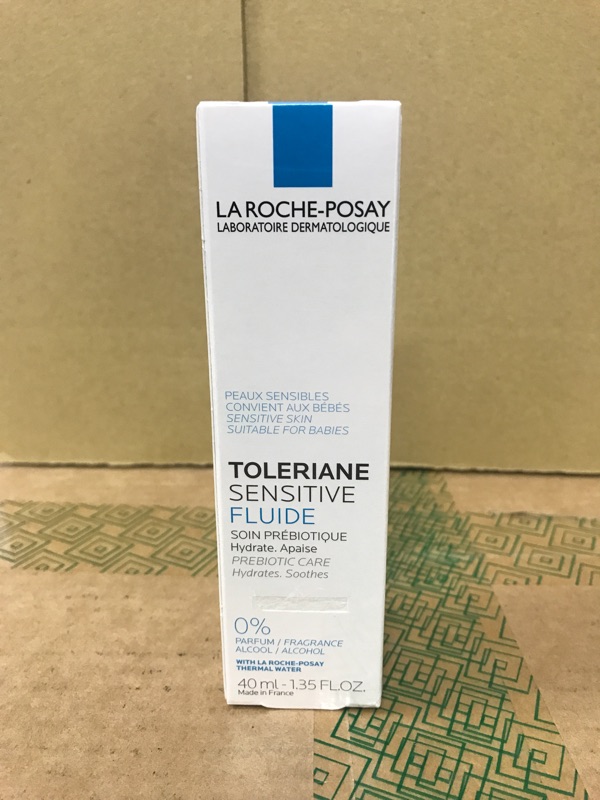 LA ROCHE-POSAY
LABORATOIRE DERMATOLOGIQUE
PEAUX SENSIBLES
CONVIENT AUX BÉBÉS
SENSITIVE SKIN
SUITABLE FOR BABIES
TOLERIANE
SENSITIVE
FLUIDE
SOIN PRÉBIOTIQUE
Hydrate. Apaise
PREBIOTIC CARE
Hydrates. Soothes
0%
PARFUM / FRAGRANCE
ALCOOL / ALCOHOL
WITH LA ROCHE-POSAY
THERMAL WATER
40 ml - 1.35 FL.OZ.
Made in France